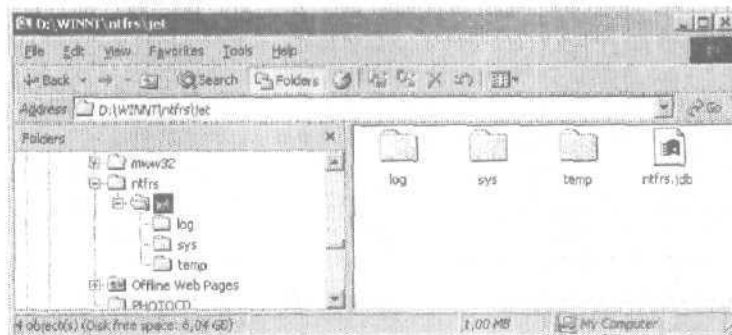 D:\WINNT\ntfrs\jet
File Edit View Favorites Tools Help
Back Search Folders
Address D:\WINNT\ntfrs\jet Go
Folders
mww32
ntfrs
jet
log
sys
temp
Offline Web Pages
PHOTOCD
log sys temp ntfrs.jdb
4 object(s) (Disk free space: 6,04 GB) 1,00 MB My Computer